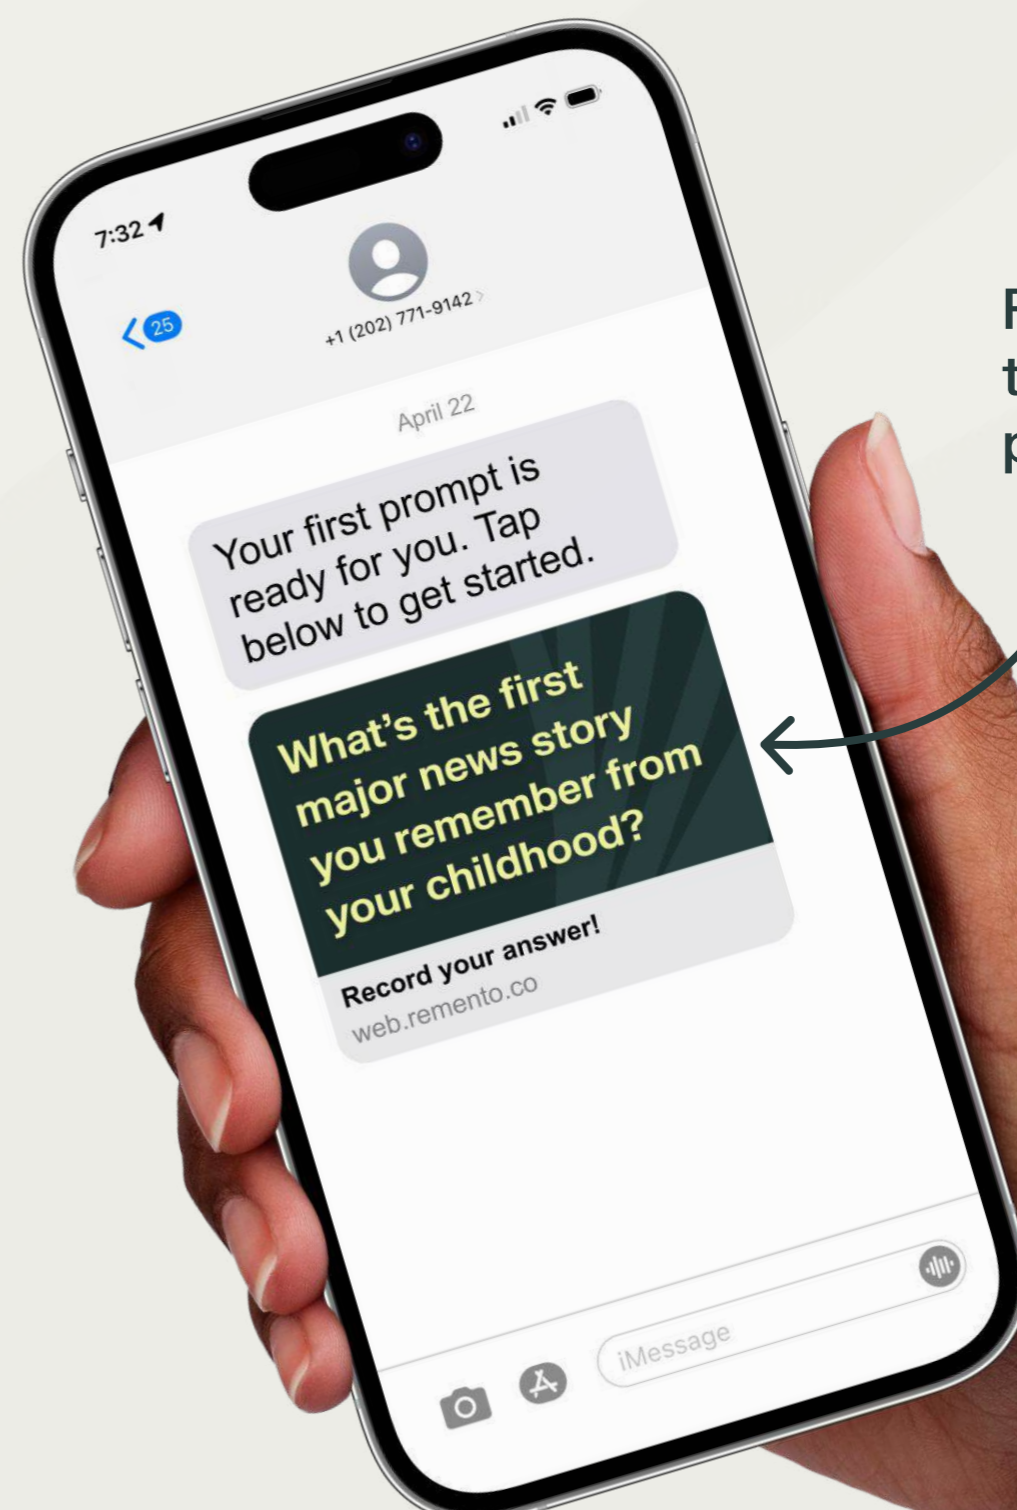 7:32
25
+1 (202) 771-9142
April 22
Your first prompt is
ready for you. Tap
below to get started.
What's the first
major news story
you remember from
your childhood?
Record your answer!
web.remento.co
iMessage